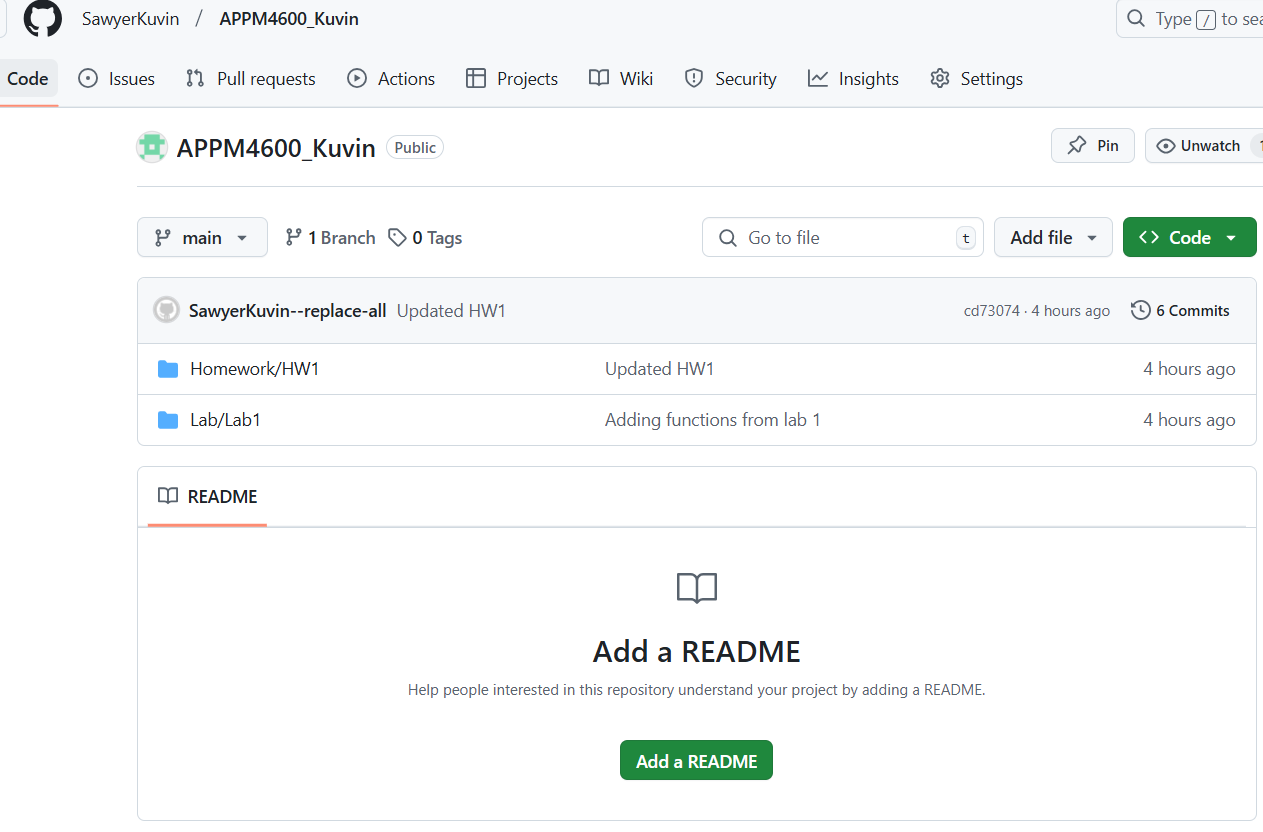 SawyerKuvin / APPM4600_Kuvin Type / to sea
Code Issues Pull requests Actions Projects Wiki Security Insights Settings
APPM4600_Kuvin Public Pin Unwatch 1
main 1 Branch 0 Tags Go to file t Add file Code
SawyerKuvin--replace-all Updated HW1 cd73074 · 4 hours ago 6 Commits
Homework/HW1 Updated HW1 4 hours ago
Lab/Lab1 Adding functions from lab 1 4 hours ago
README
Add a README
Help people interested in this repository understand your project by adding a README.
Add a README